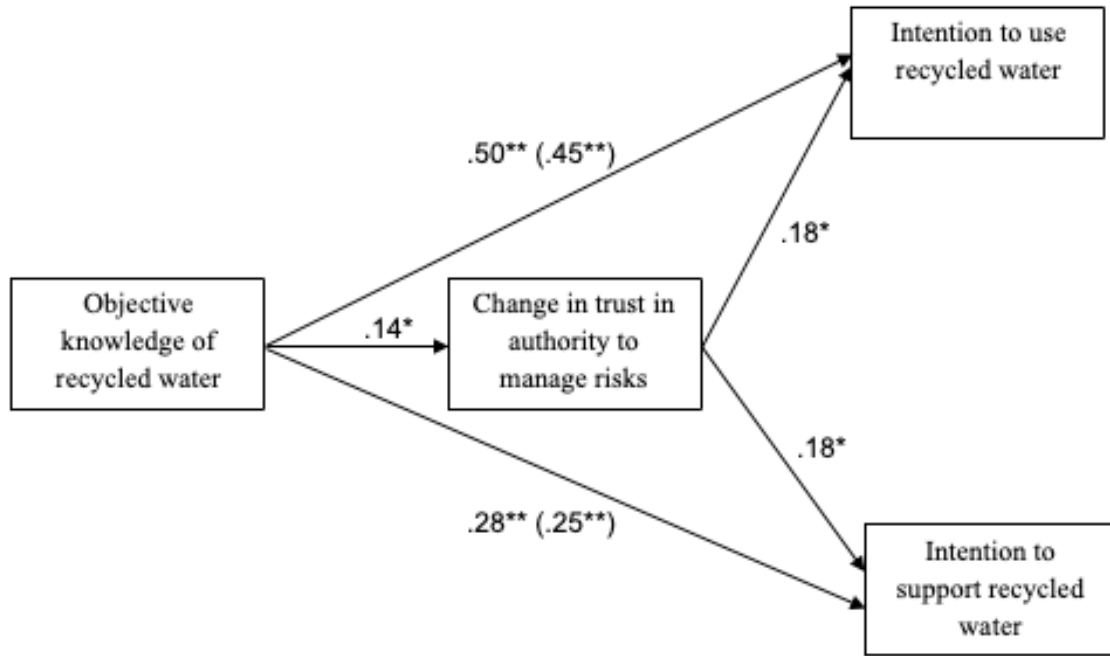 Intention to use
recycled water
.50** (.45**)
.18*
Objective
knowledge of
recycled water
.14*
Change in trust in
authority to
manage risks
.18*
.28** (.25**)
Intention to
support recycled
water